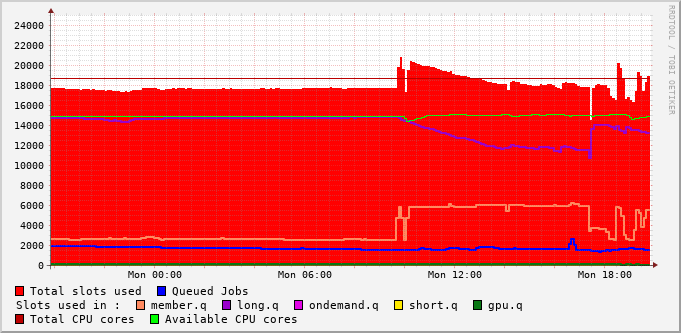 24000
22000
20000
18000
16000
14000
12000
10000
8000
6000
4000
2000
0
Mon 00:00 Mon 06:00 Mon 12:00 Mon 18:00
Total slots used Queued Jobs
Slots used in : member.q long.q ondemand.q short.q gpu.q
Total CPU cores Available CPU cores
RRDTOOL / TOBI OETIKER